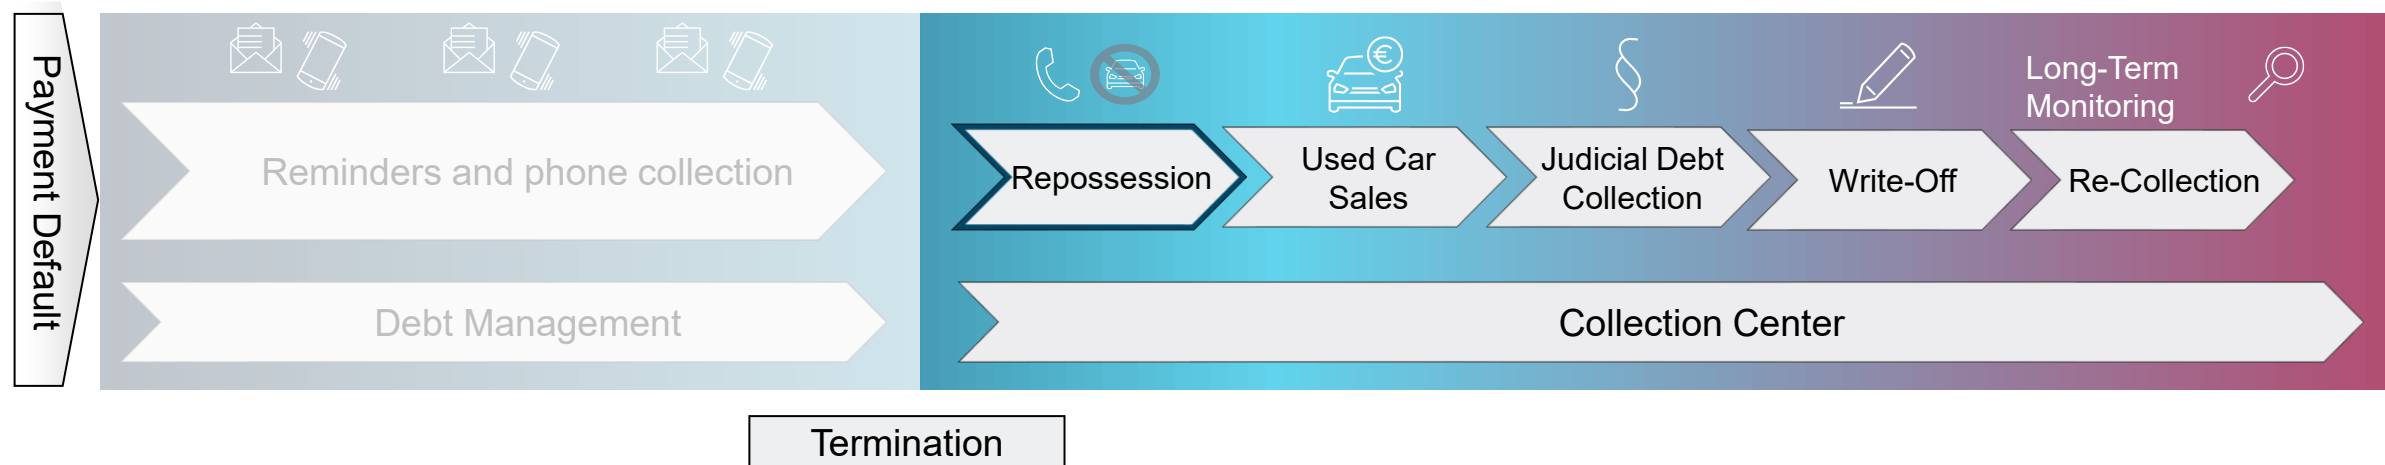 Payment Default
Reminders and phone collection
Debt Management
€
§
Long-Term
Monitoring
Repossession
Used Car
Sales
Judicial Debt
Collection
Write-Off
Re-Collection
Collection Center
Termination